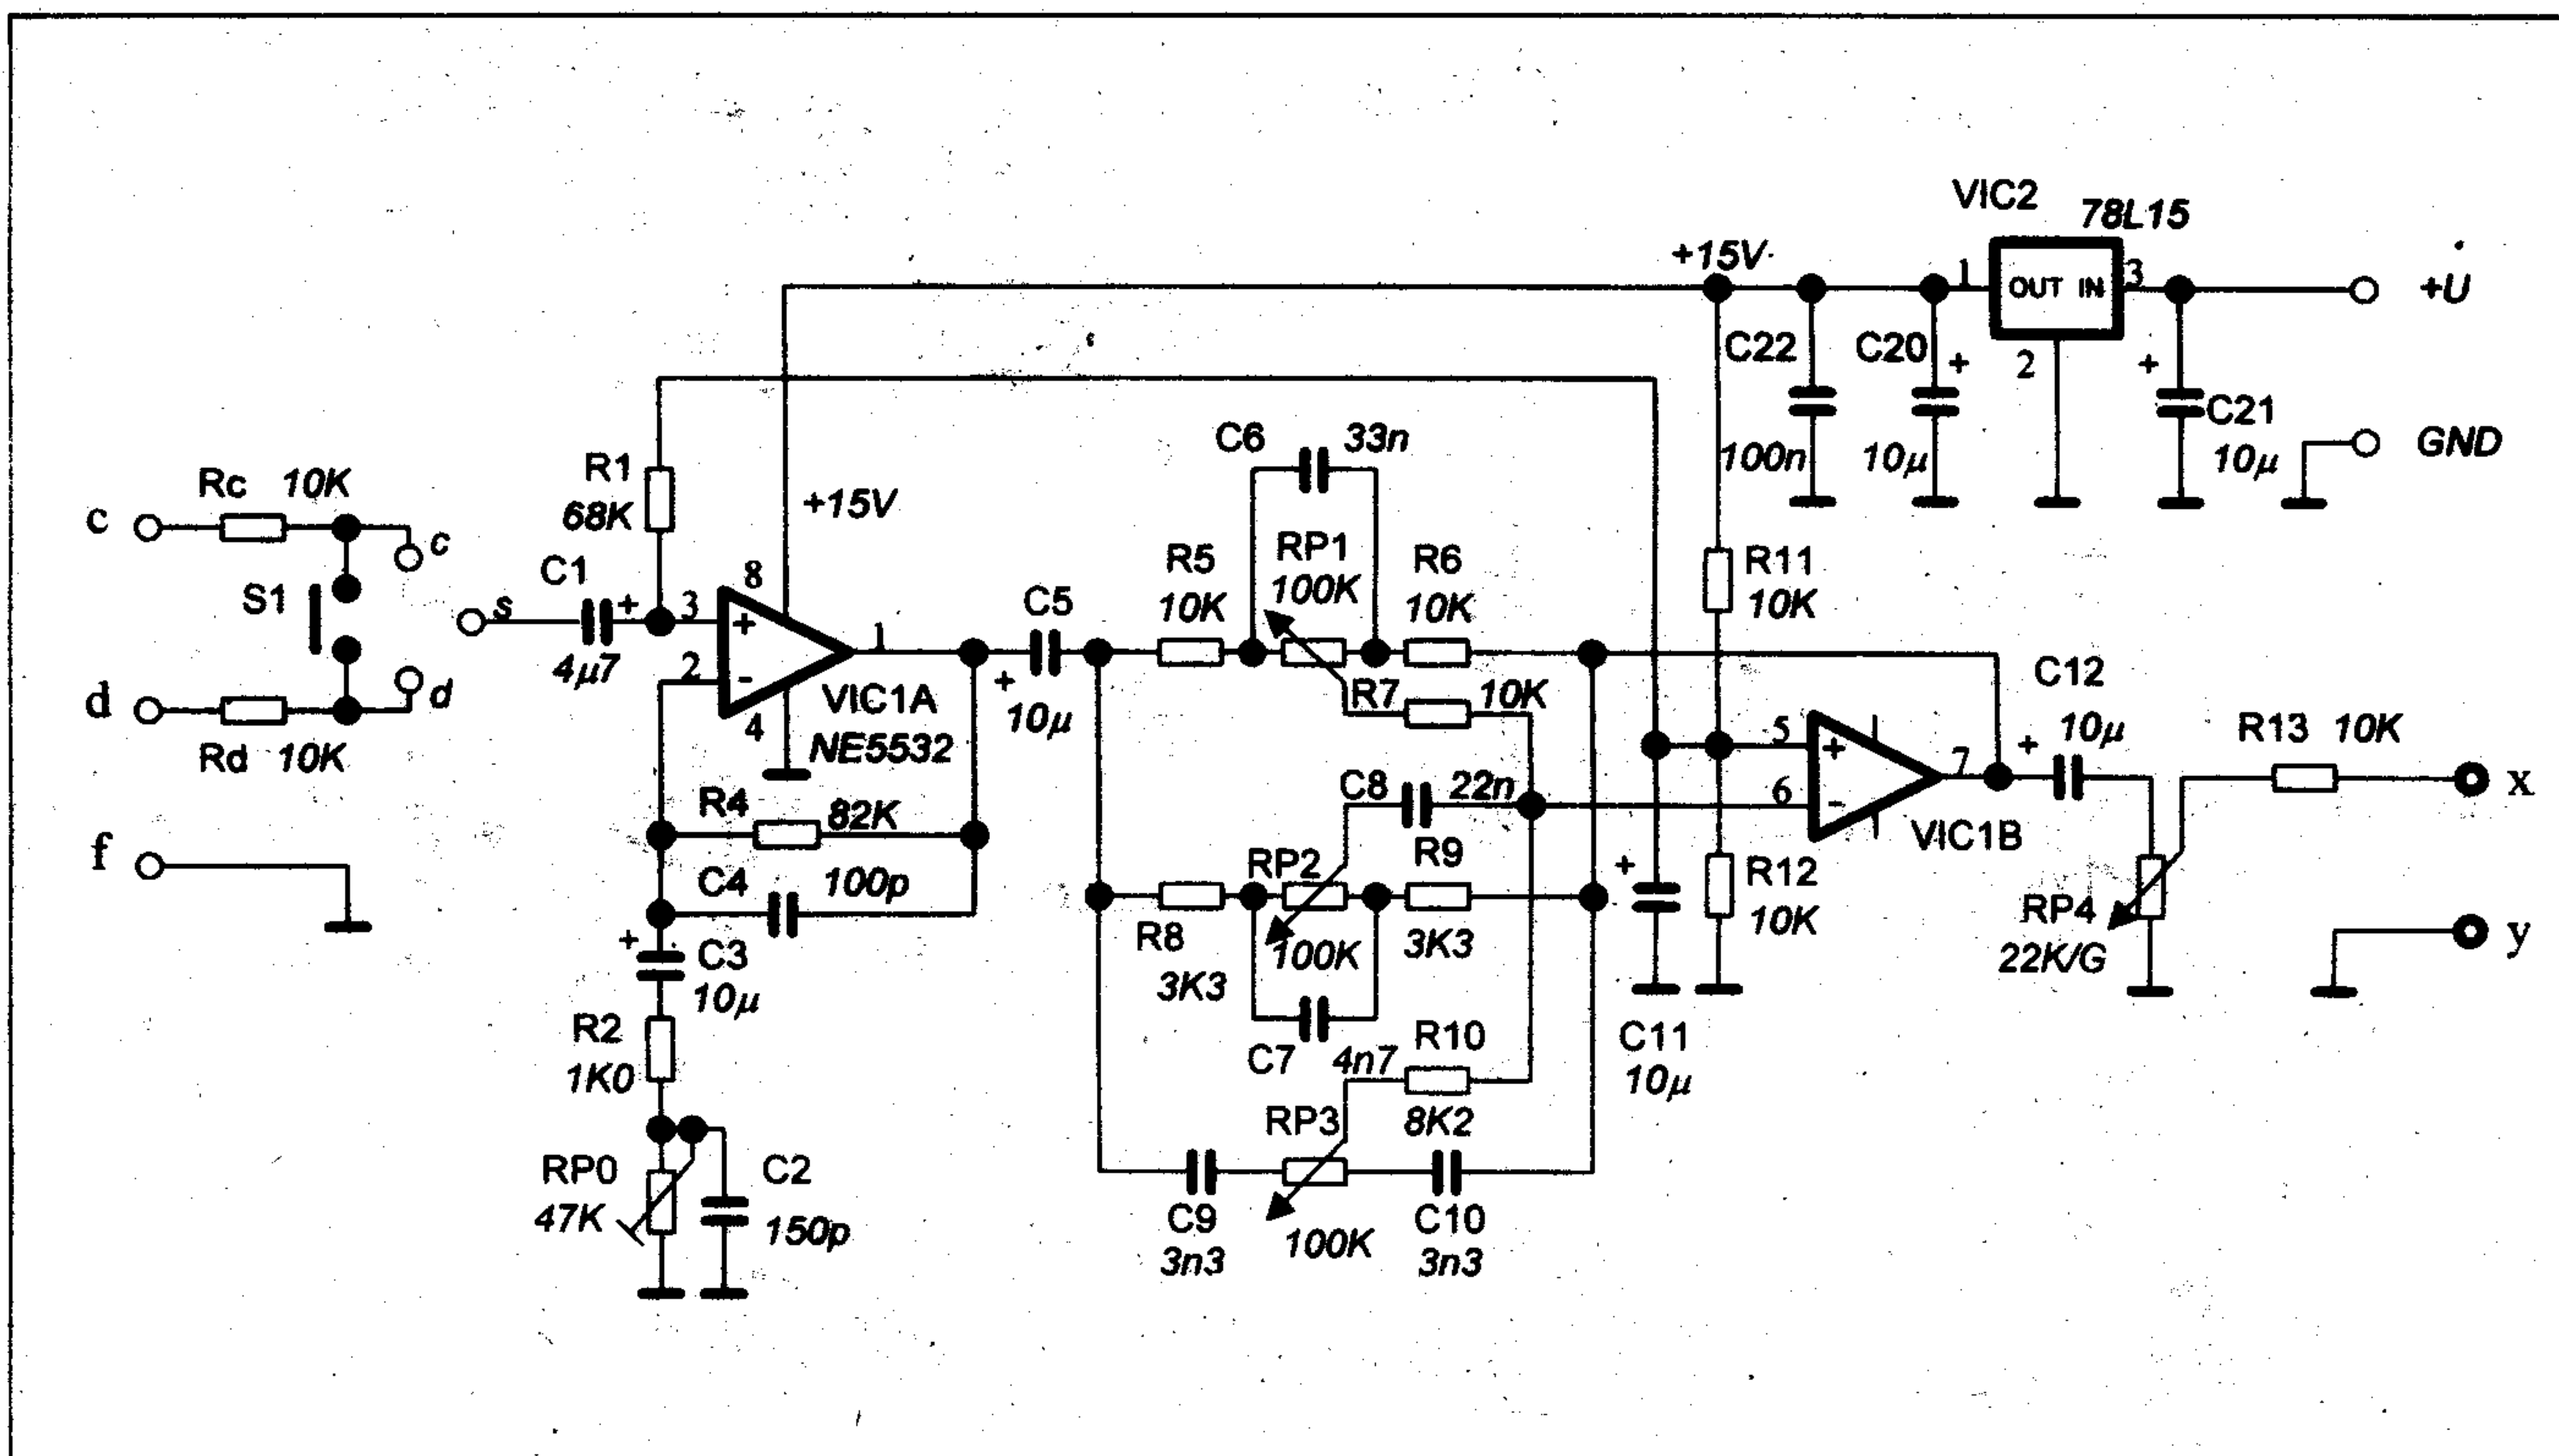 VIC2
78L15
+15V
1
OUT IN
3
+U
C22
C20
+
2
+
C21
100n
10µ
10µ
GND
C6
33n
Rc 10K
R1
68K
+15V
c
c
R5
10K
RP1
100K
R6
10K
R11
10K
S1
C1
+
4µ7
s
3
8
+
2
-
4
1
VIC1A
NE5532
C5
+
10µ
d
d
Rd 10K
R7
10K
C12
+
10µ
5
+
6
-
7
VIC1B
R13 10K
x
R4
82K
C8
22n
f
C4
100p
RP2
100K
R9
3K3
+
R12
10K
RP4
22K/G
y
R8
3K3
+
C3
10µ
R2
1K0
C7
4n7
R10
8K2
C11
10µ
RP3
100K
RP0
47K
C2
150p
C9
3n3
C10
3n3